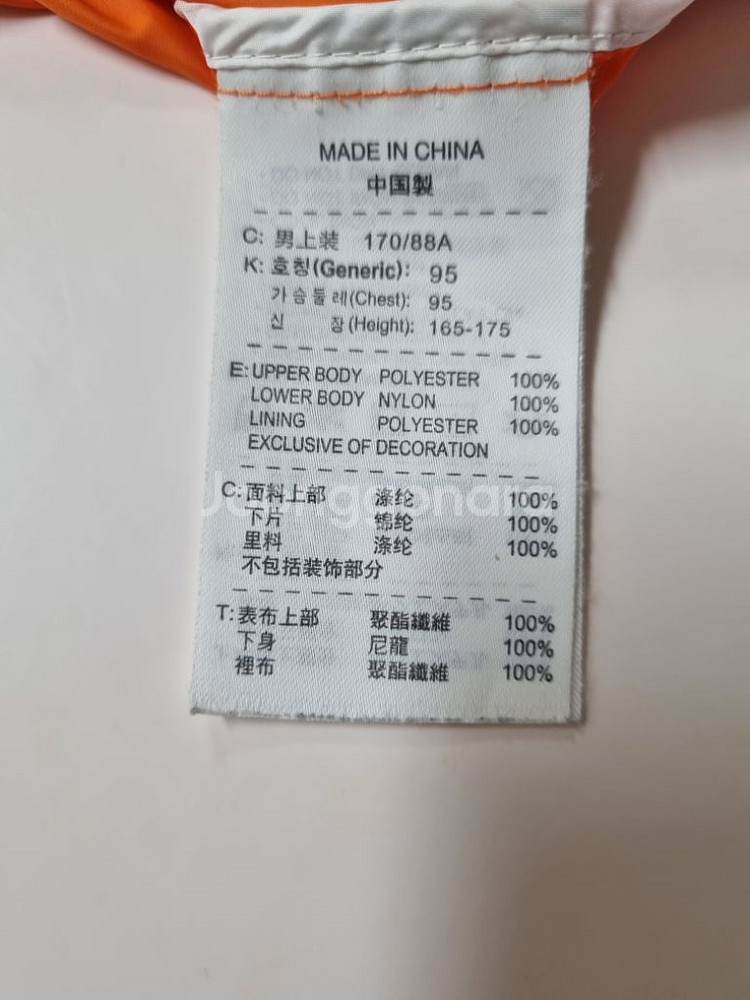 MADE IN CHINA
中国製
C: 男上装 170/88A
K: 호칭(Generic): 95
가슴둘레(Chest): 95
신 장(Height): 165-175
E: UPPER BODY POLYESTER 100%
LOWER BODY NYLON 100%
LINING POLYESTER 100%
EXCLUSIVE OF DECORATION
C: 面料上部 涤纶 100%
下片 锦纶 100%
里料 涤纶 100%
不包括装饰部分
T: 表布上部 聚酯纖維 100%
下身 尼龍 100%
裡布 聚酯纖維 100%